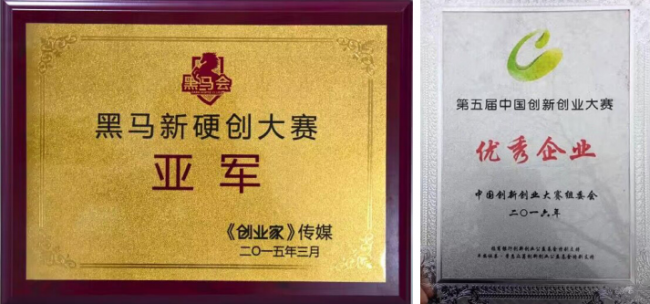 黑马会
黑马新硬创大赛
亚军
《创业家》传媒
二〇一五年三月
第五届中国创新创业大赛
优秀企业
中国创新创业大赛组委会
二〇一六年